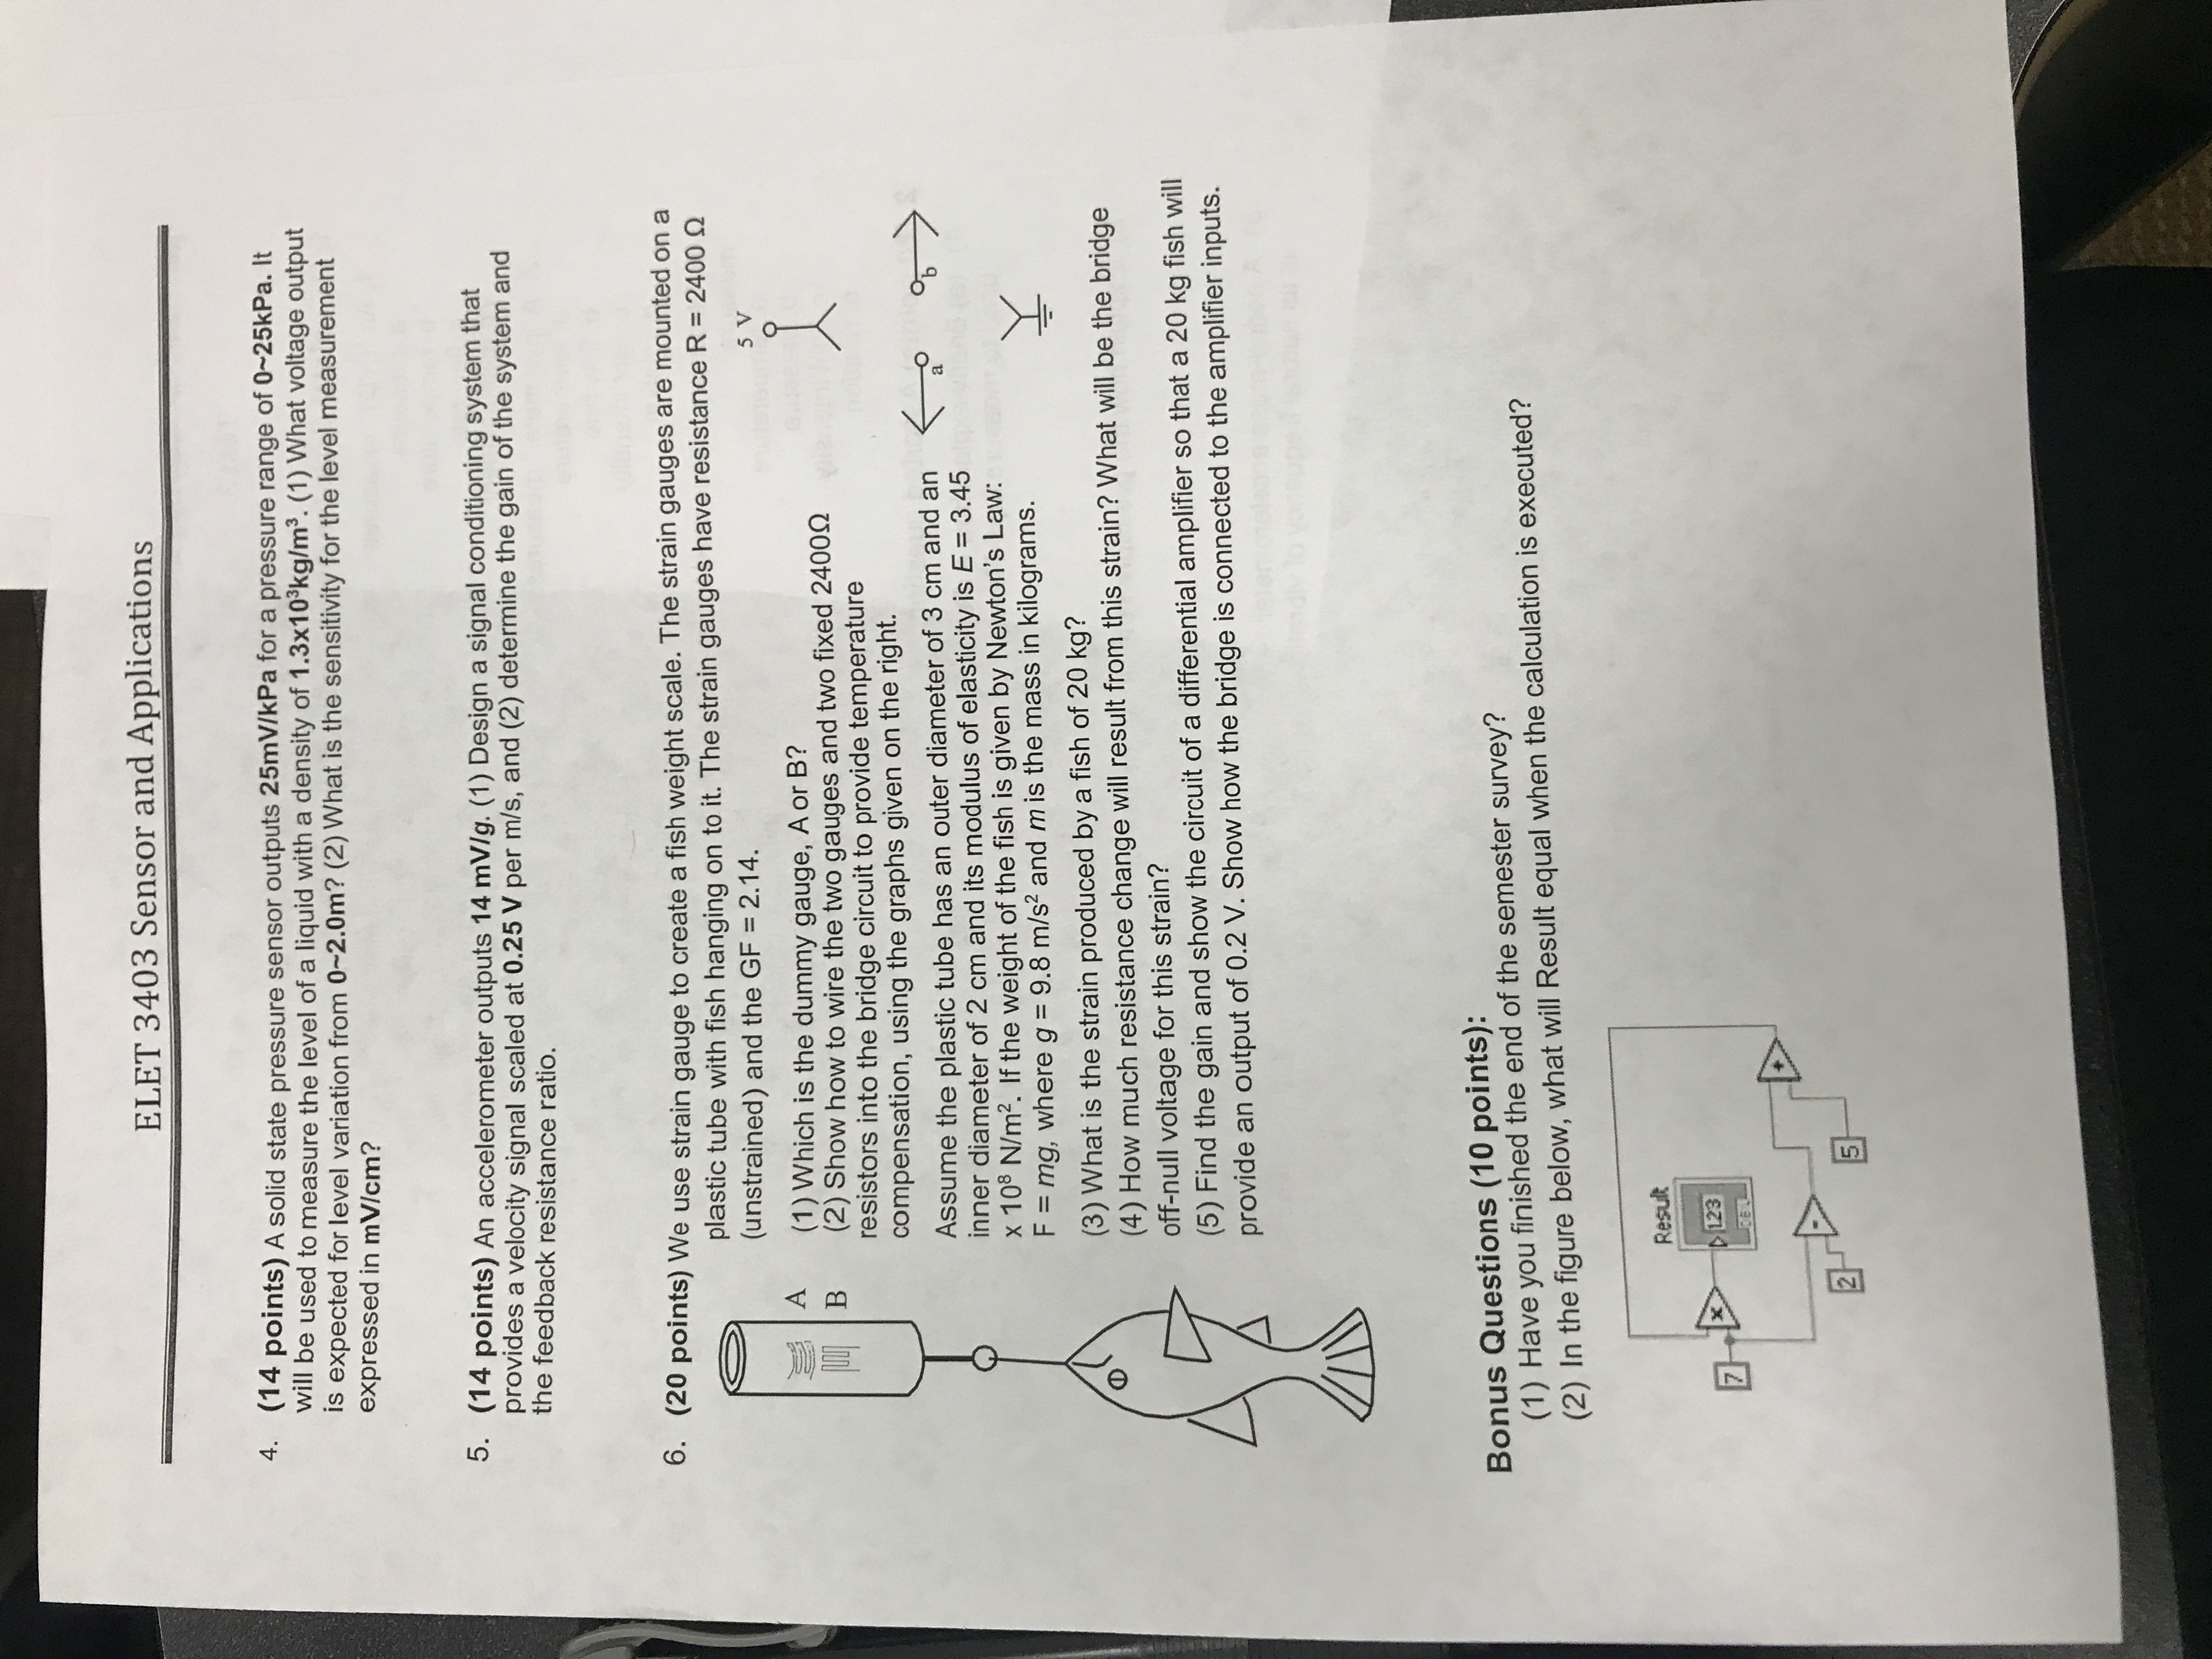 ELET 3403 Sensor and Applications
4. (14 points) A solid state pressure sensor outputs 25mV/kPa for a pressure range of 0~25kPa. It
will be used to measure the level of a liquid with a density of 1.3x10³kg/m³. (1) What voltage output
is expected for level variation from 0~2.0m? (2) What is the sensitivity for the level measurement
expressed in mV/cm?
5. (14 points) An accelerometer outputs 14 mV/g. (1) Design a signal conditioning system that
provides a velocity signal scaled at 0.25 V per m/s, and (2) determine the gain of the system and
the feedback resistance ratio.
6. (20 points) We use strain gauge to create a fish weight scale. The strain gauges are mounted on a
plastic tube with fish hanging on to it. The strain gauges have resistance R = 2400 Ω
(unstrained) and the GF = 2.14.
5 V
A
B
(1) Which is the dummy gauge, A or B?
(2) Show how to wire the two gauges and two fixed 2400Ω
resistors into the bridge circuit to provide temperature
compensation, using the graphs given on the right.
a
b
Assume the plastic tube has an outer diameter of 3 cm and an
inner diameter of 2 cm and its modulus of elasticity is E = 3.45
x 10⁸ N/m². If the weight of the fish is given by Newton's Law:
F = mg, where g = 9.8 m/s² and m is the mass in kilograms.
(3) What is the strain produced by a fish of 20 kg?
(4) How much resistance change will result from this strain? What will be the bridge
off-null voltage for this strain?
(5) Find the gain and show the circuit of a differential amplifier so that a 20 kg fish will
provide an output of 0.2 V. Show how the bridge is connected to the amplifier inputs.
Bonus Questions (10 points):
(1) Have you finished the end of the semester survey?
(2) In the figure below, what will Result equal when the calculation is executed?
Result
7
x
123
DBL
+
-
2
5